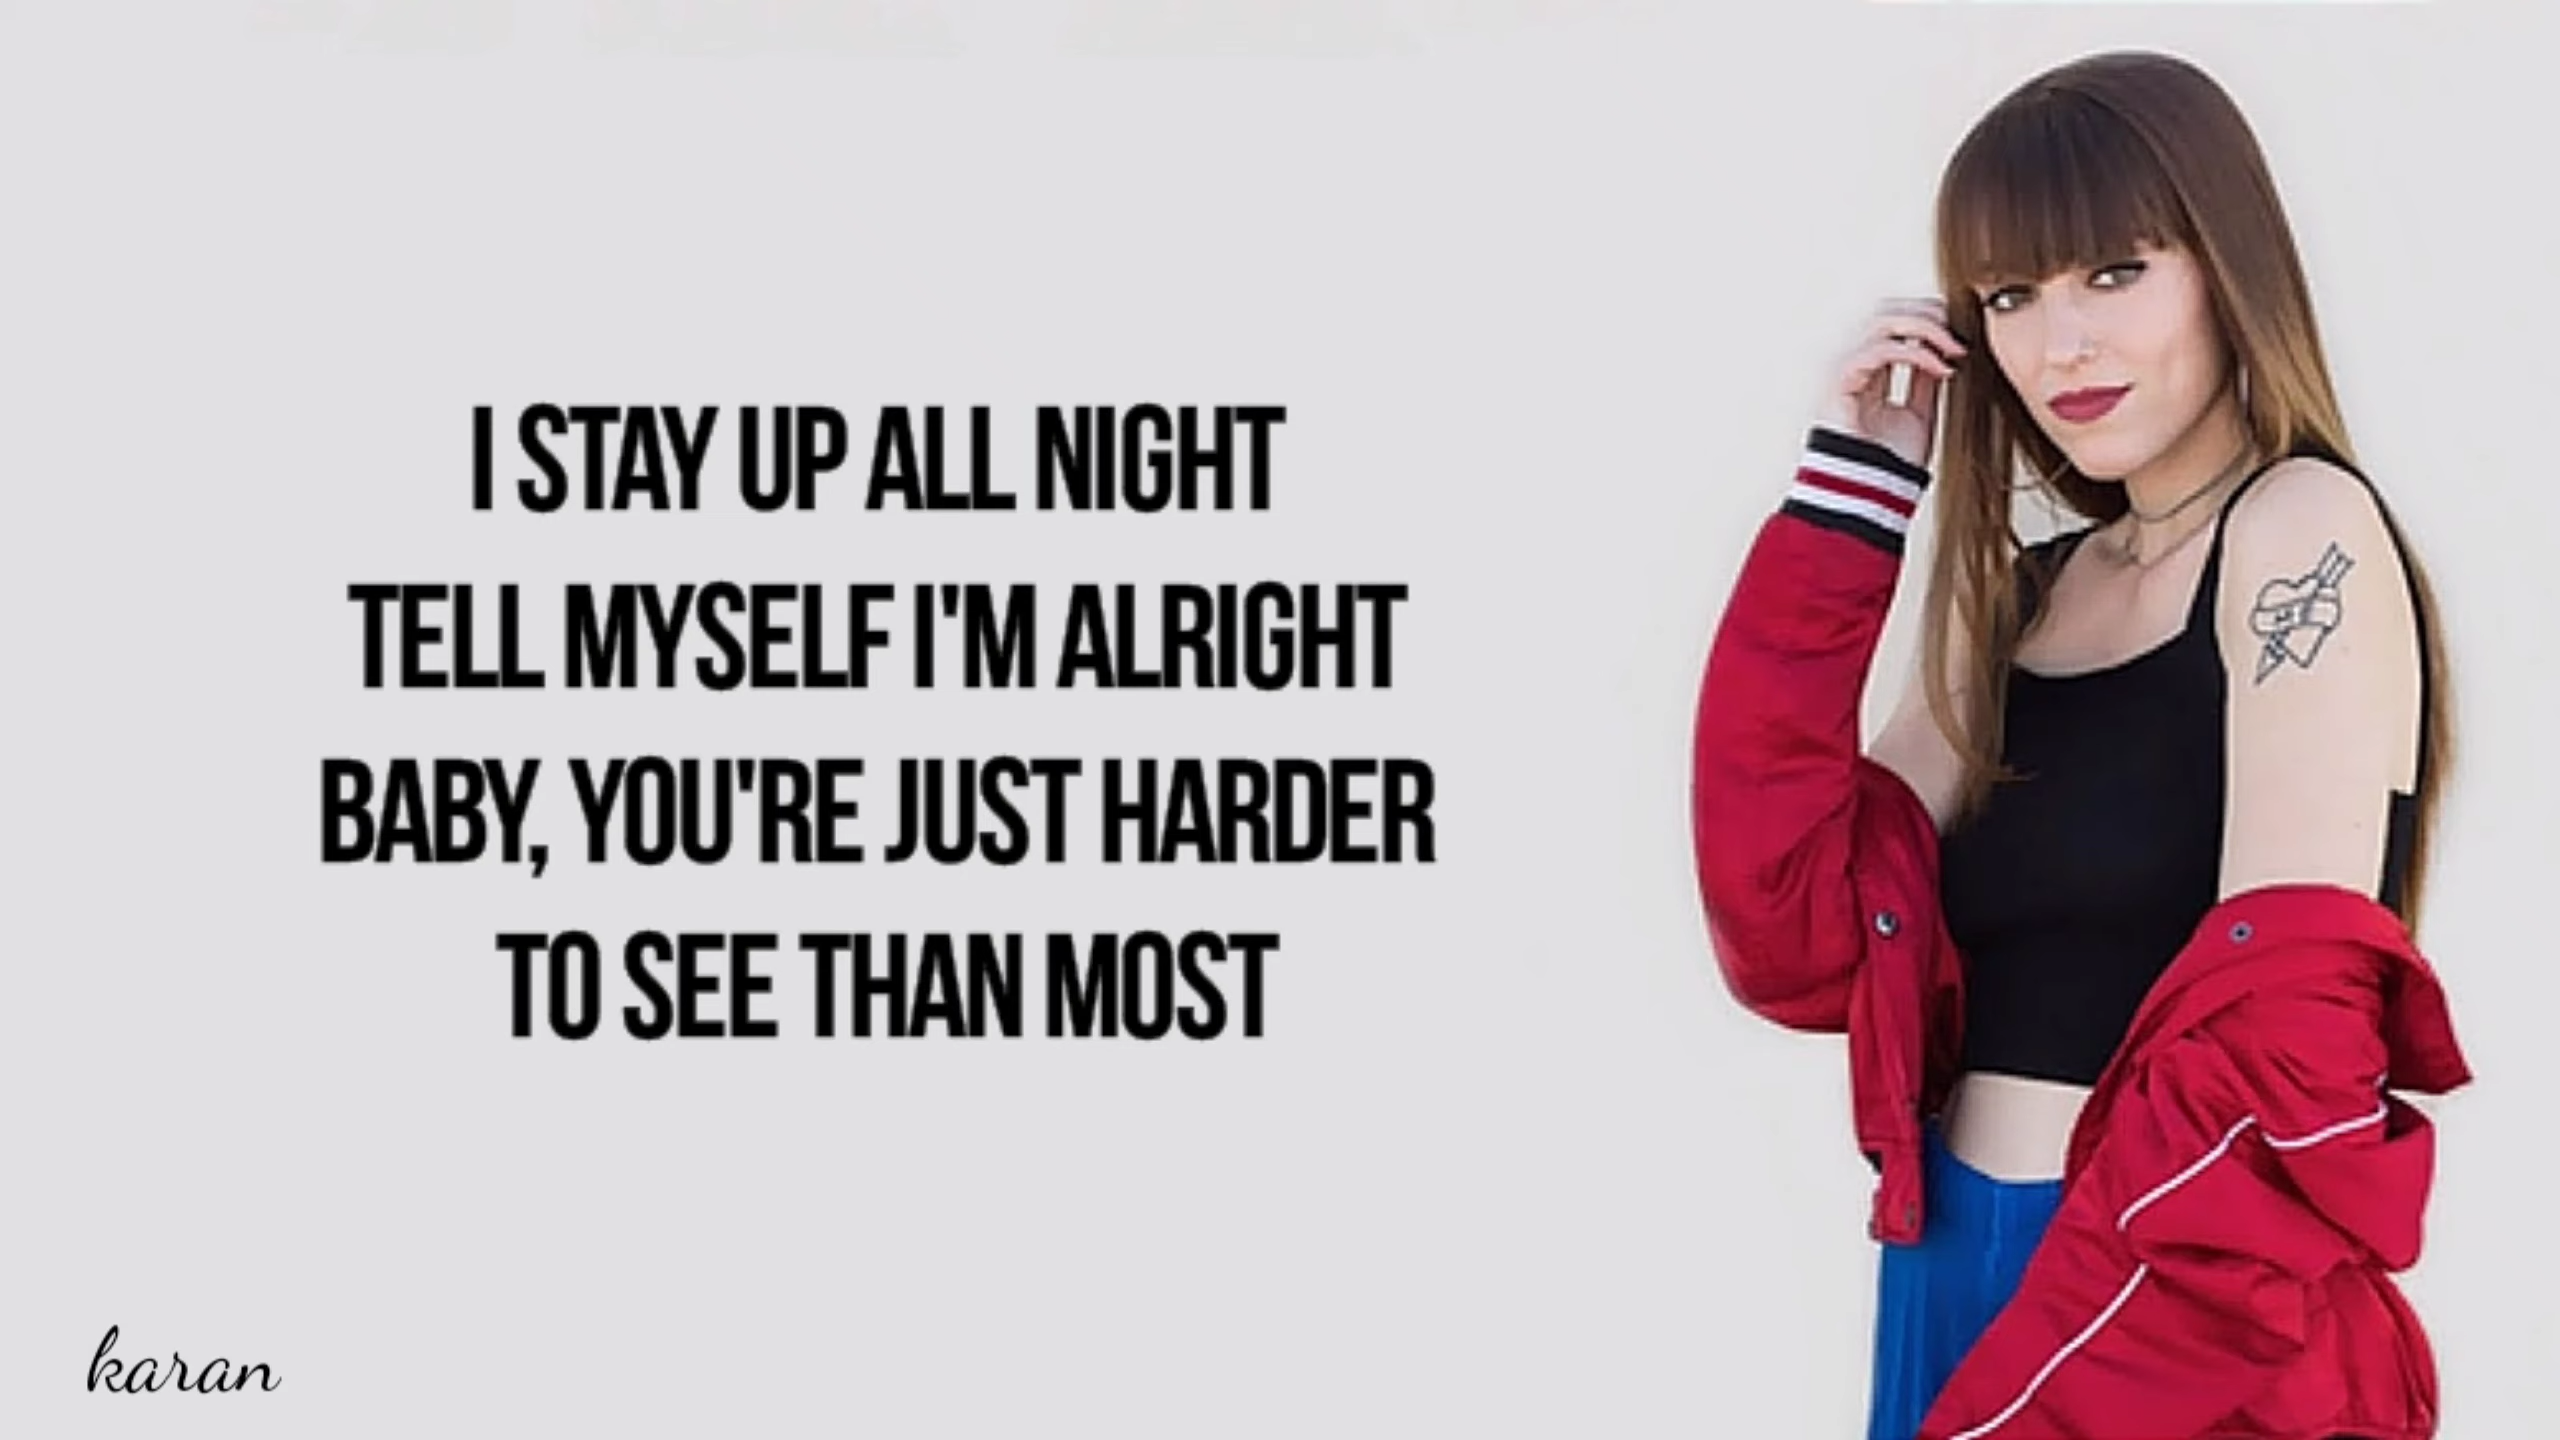 I STAY UP ALL NIGHT
TELL MYSELF I'M ALRIGHT
BABY, YOU'RE JUST HARDER
TO SEE THAN MOST
karan